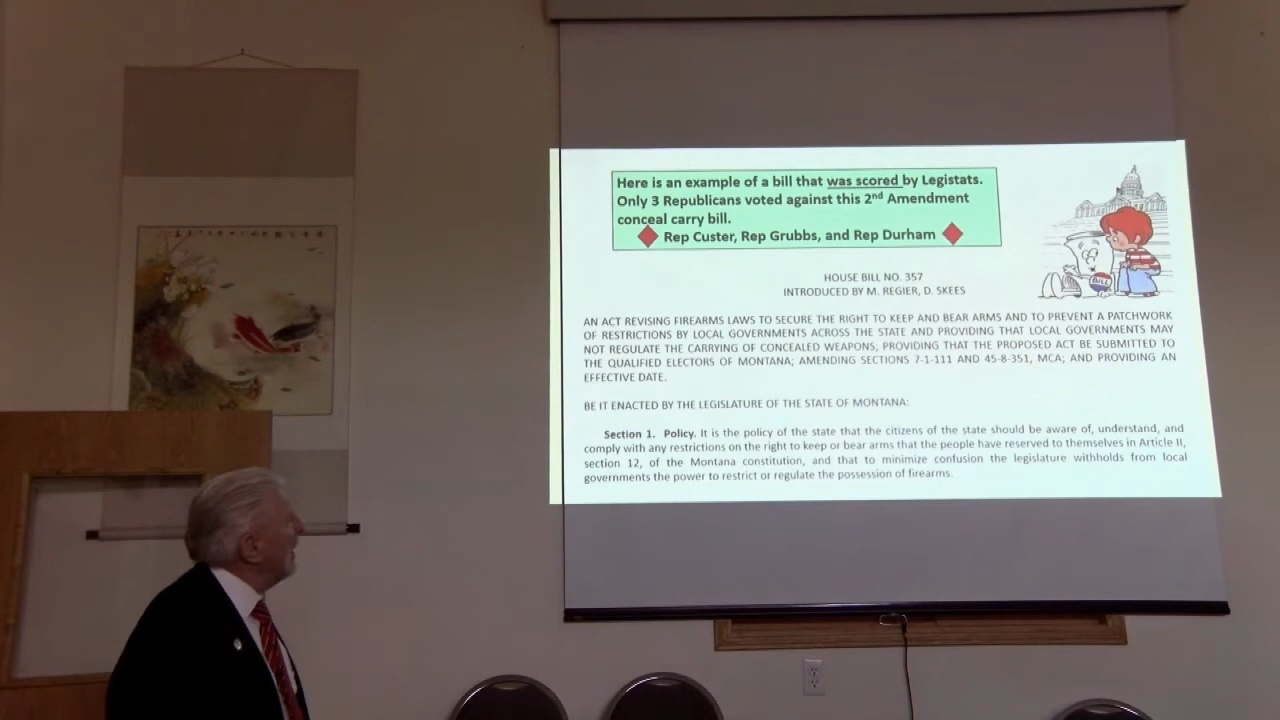 Here is an example of a bill that was scored by Legistats.
Only 3 Republicans voted against this 2nd Amendment
conceal carry bill.
Rep Custer, Rep Grubbs, and Rep Durham
BILL
HOUSE BILL NO. 357
INTRODUCED BY M. REGIER, D. SKEES
AN ACT REVISING FIREARMS LAWS TO SECURE THE RIGHT TO KEEP AND BEAR ARMS AND TO PREVENT A PATCHWORK
OF RESTRICTIONS BY LOCAL GOVERNMENTS ACROSS THE STATE AND PROVIDING THAT LOCAL GOVERNMENTS MAY
NOT REGULATE THE CARRYING OF CONCEALED WEAPONS; PROVIDING THAT THE PROPOSED ACT BE SUBMITTED TO
THE QUALIFIED ELECTORS OF MONTANA; AMENDING SECTIONS 7-1-111 AND 45-8-351, MCA; AND PROVIDING AN
EFFECTIVE DATE.
BE IT ENACTED BY THE LEGISLATURE OF THE STATE OF MONTANA:
Section 1. Policy. It is the policy of the state that the citizens of the state should be aware of, understand, and
comply with any restrictions on the right to keep or bear arms that the people have reserved to themselves in Article II,
section 12, of the Montana constitution, and that to minimize confusion the legislature withholds from local
governments the power to restrict or regulate the possession of firearms.